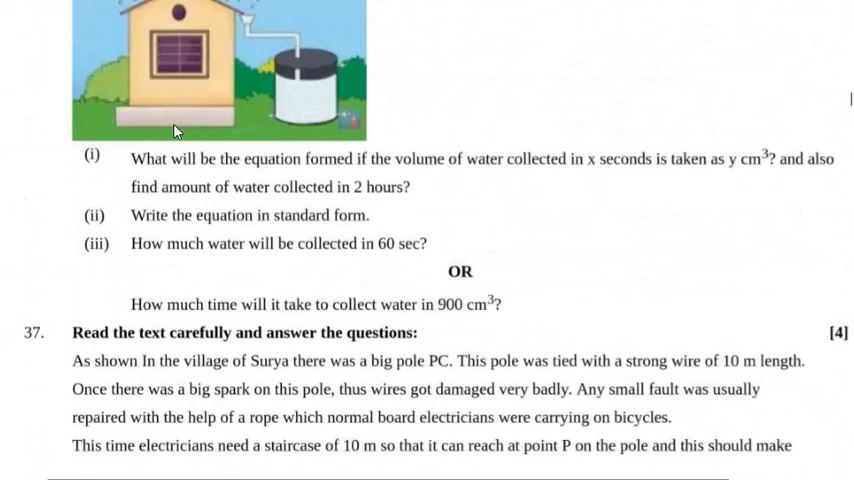 (i) What will be the equation formed if the volume of water collected in x seconds is taken as y cm³? and also
find amount of water collected in 2 hours?
(ii) Write the equation in standard form.
(iii) How much water will be collected in 60 sec?
OR
How much time will it take to collect water in 900 cm³?
37. Read the text carefully and answer the questions: [4]
As shown In the village of Surya there was a big pole PC. This pole was tied with a strong wire of 10 m length.
Once there was a big spark on this pole, thus wires got damaged very badly. Any small fault was usually
repaired with the help of a rope which normal board electricians were carrying on bicycles.
This time electricians need a staircase of 10 m so that it can reach at point P on the pole and this should make